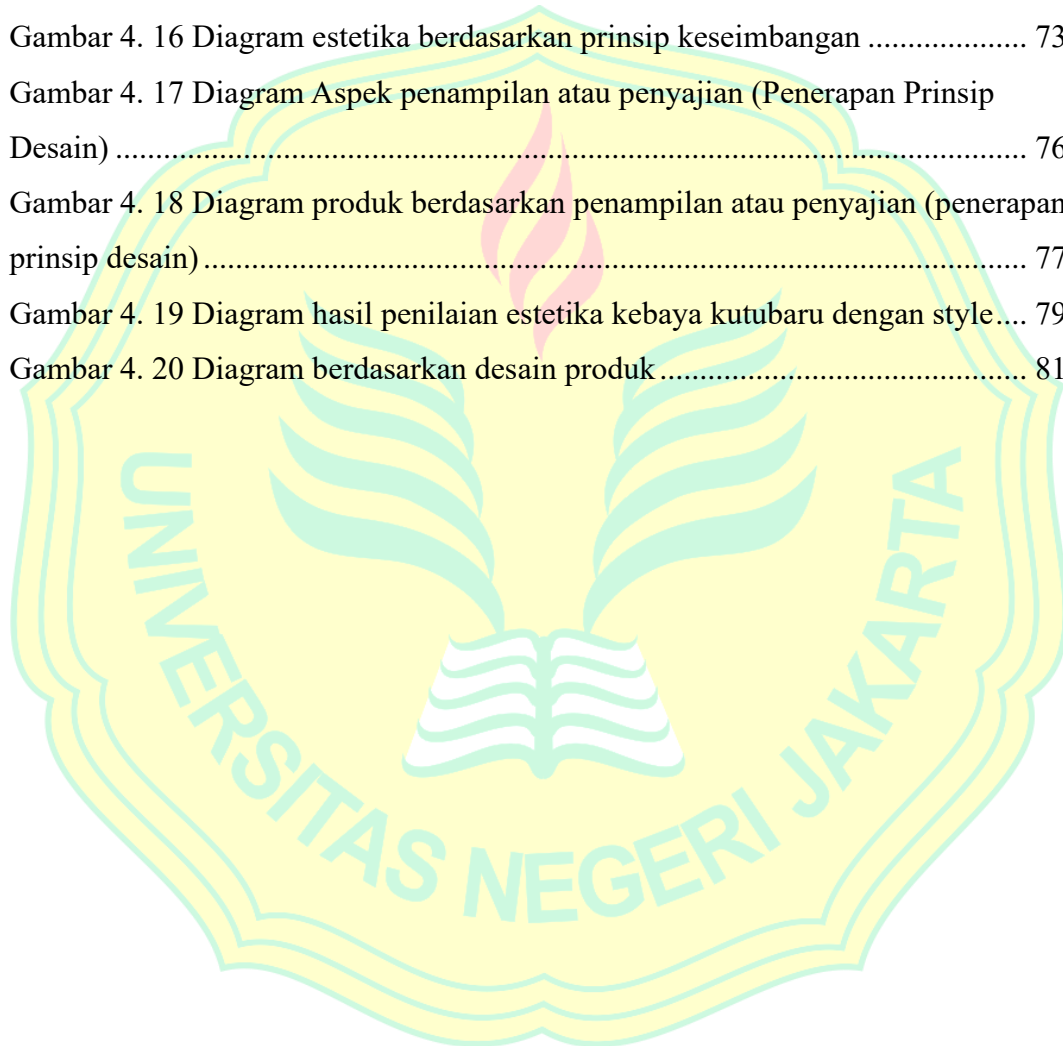 Gambar 4. 16 Diagram estetika berdasarkan prinsip keseimbangan .................... 73
Gambar 4. 17 Diagram Aspek penampilan atau penyajian (Penerapan Prinsip
Desain) ........................................................................................................ 76
Gambar 4. 18 Diagram produk berdasarkan penampilan atau penyajian (penerapan
prinsip desain) .............................................................................................. 77
Gambar 4. 19 Diagram hasil penilaian estetika kebaya kutubaru dengan style.... 79
Gambar 4. 20 Diagram berdasarkan desain produk .......................................... 81
UNIVERSITAS NEGERI JAKARTA